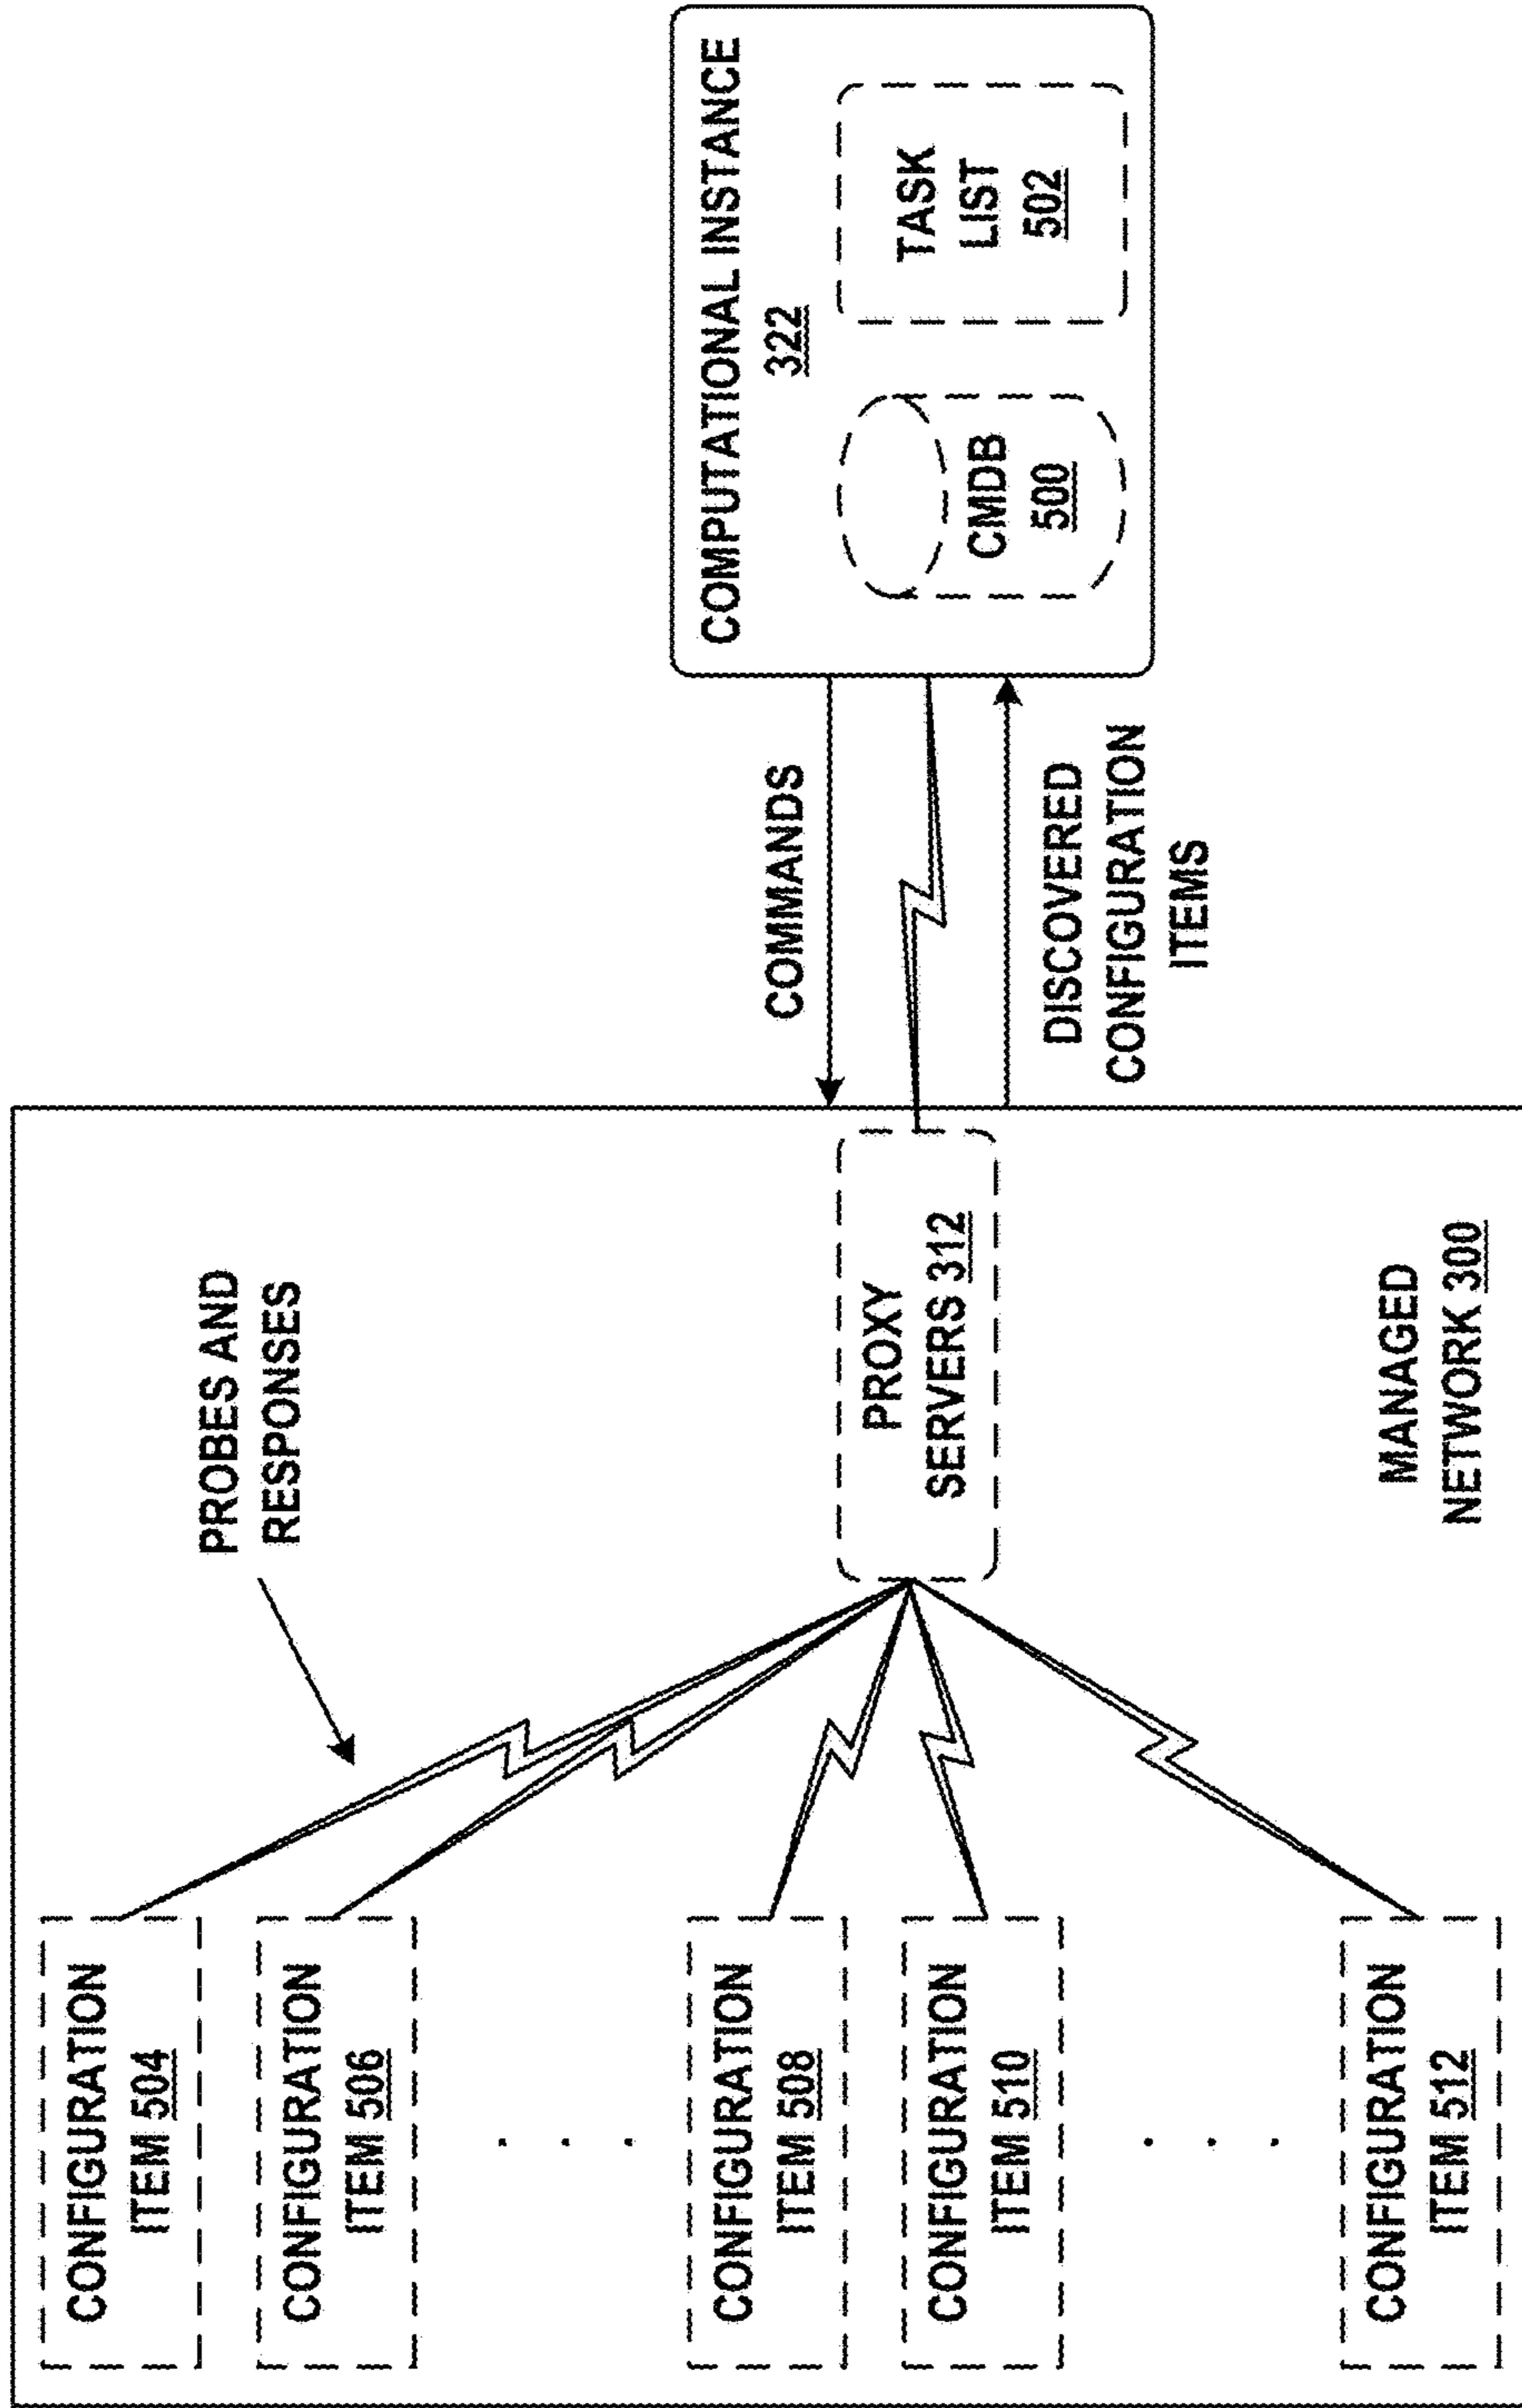 COMPUTATIONAL INSTANCE
322
CMDB
500
TASK
LIST
502
COMMANDS
DISCOVERED
CONFIGURATION
ITEMS
PROBES AND
RESPONSES
PROXY
SERVERS 312
MANAGED
NETWORK 300
CONFIGURATION
ITEM 504
CONFIGURATION
ITEM 506
. . .
CONFIGURATION
ITEM 508
CONFIGURATION
ITEM 510
. . .
CONFIGURATION
ITEM 512